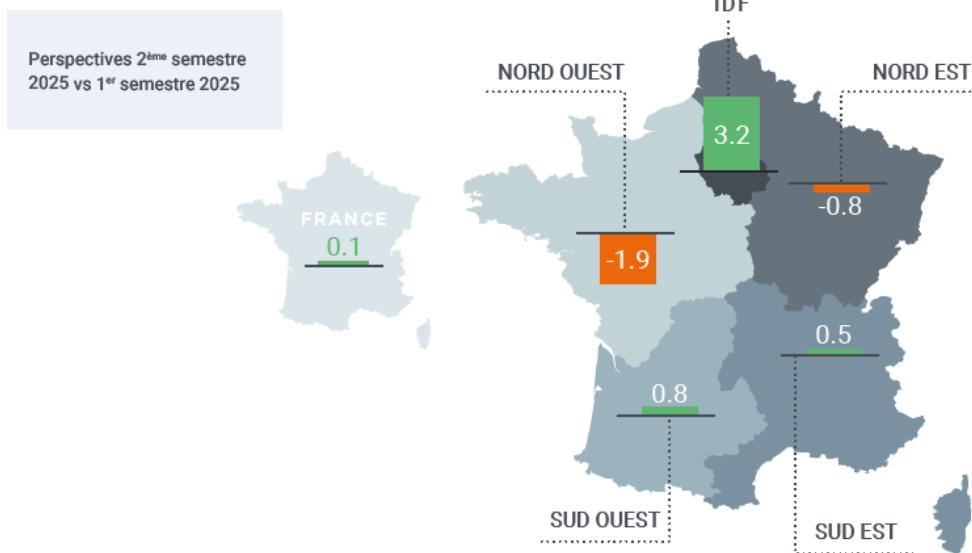 Perspectives 2ème semestre
2025 vs 1er semestre 2025
IDF
NORD OUEST
NORD EST
3.2
-0.8
FRANCE
0.1
-1.9
0.5
0.8
SUD OUEST
SUD EST